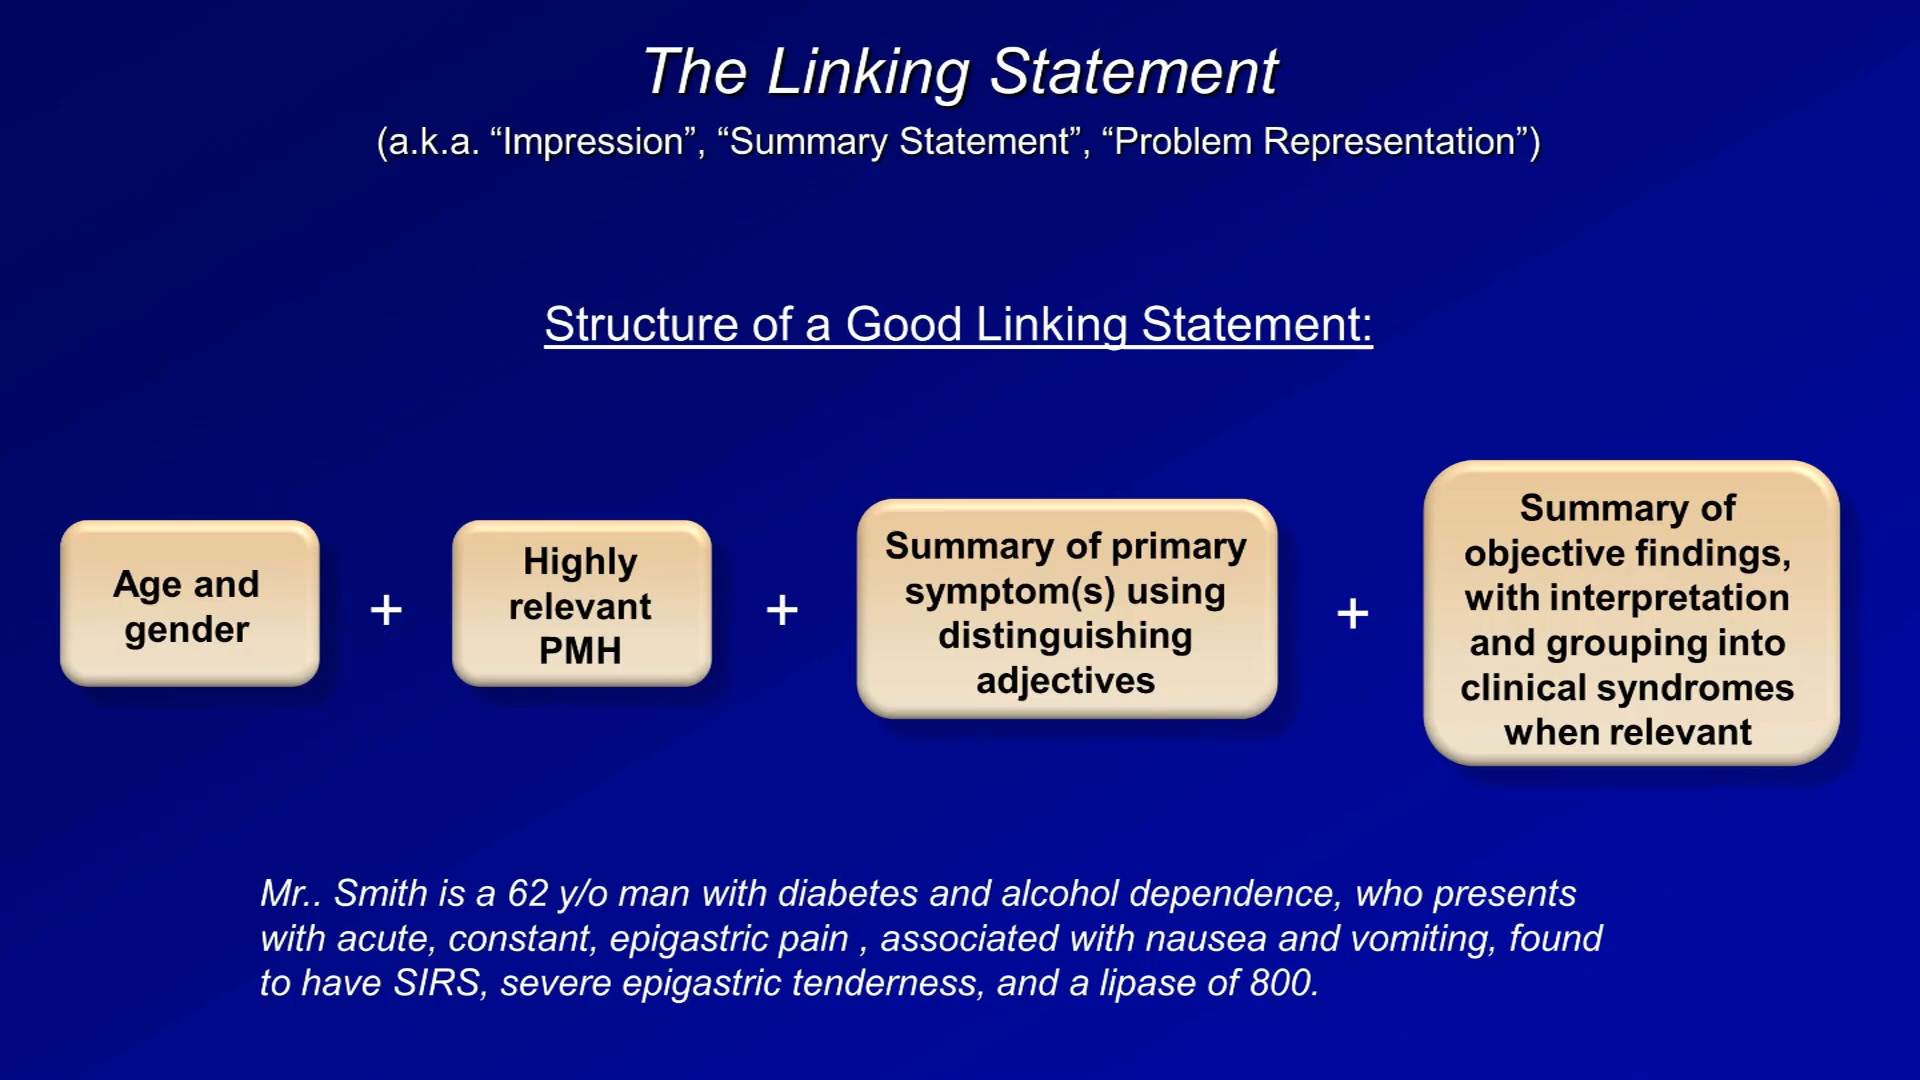 The Linking Statement
(a.k.a. “Impression”, “Summary Statement”, “Problem Representation”)
Structure of a Good Linking Statement:
Age and
gender
+
Highly
relevant
PMH
+
Summary of primary
symptom(s) using
distinguishing
adjectives
+
Summary of
objective findings,
with interpretation
and grouping into
clinical syndromes
when relevant
Mr.. Smith is a 62 y/o man with diabetes and alcohol dependence, who presents
with acute, constant, epigastric pain , associated with nausea and vomiting, found
to have SIRS, severe epigastric tenderness, and a lipase of 800.